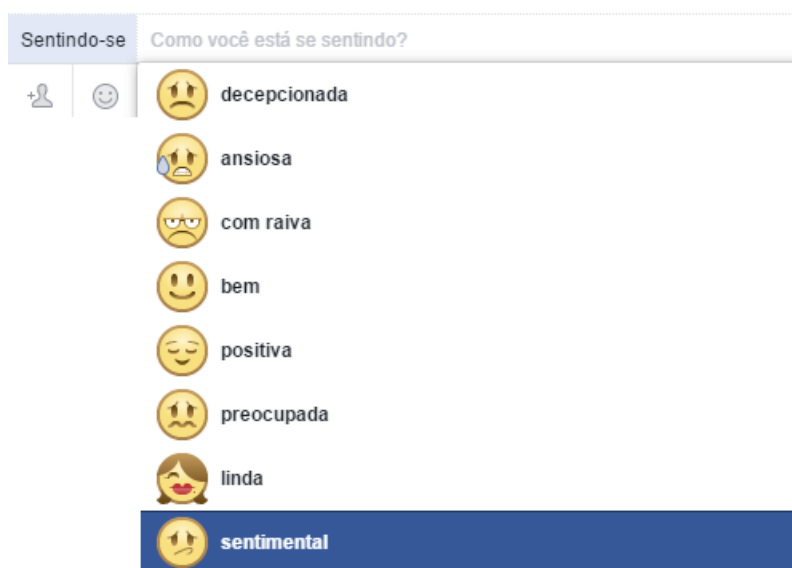 Sentindo-se Como você está se sentindo?
decepcionada
ansiosa
com raiva
bem
positiva
preocupada
linda
sentimental